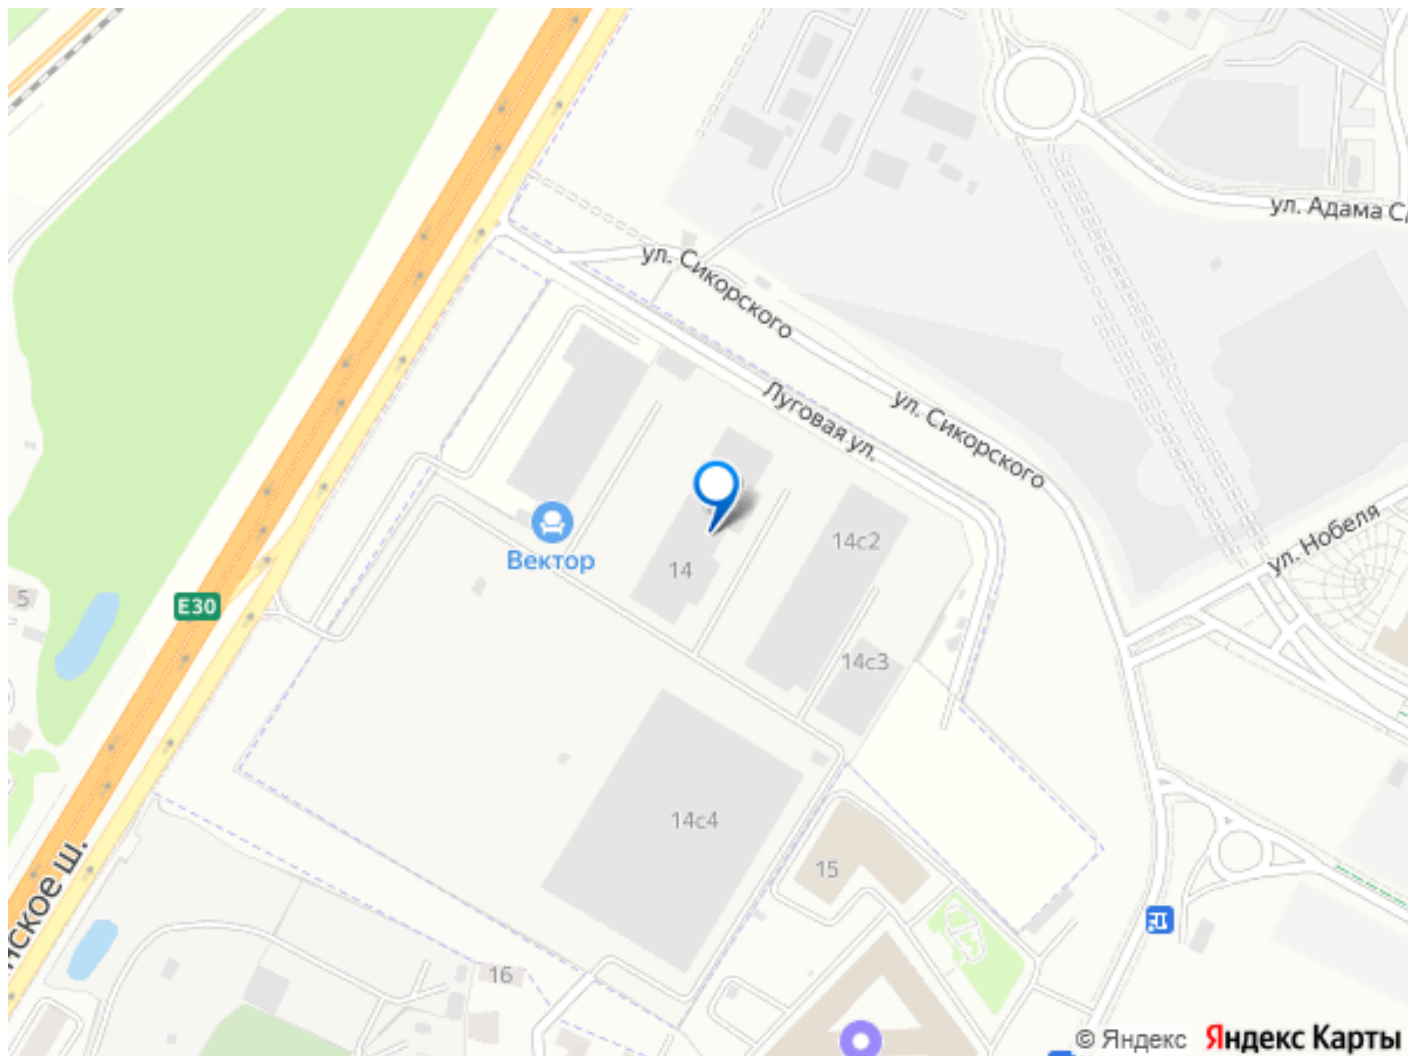 ул. Адама С
ул. Сикорского
ул. Сикорского
Луговая ул.
ул. Нобеля
14с2
Вектор
14
5
E30
14с3
14с4
15
ское ш.
16
© Яндекс Яндекс Карты